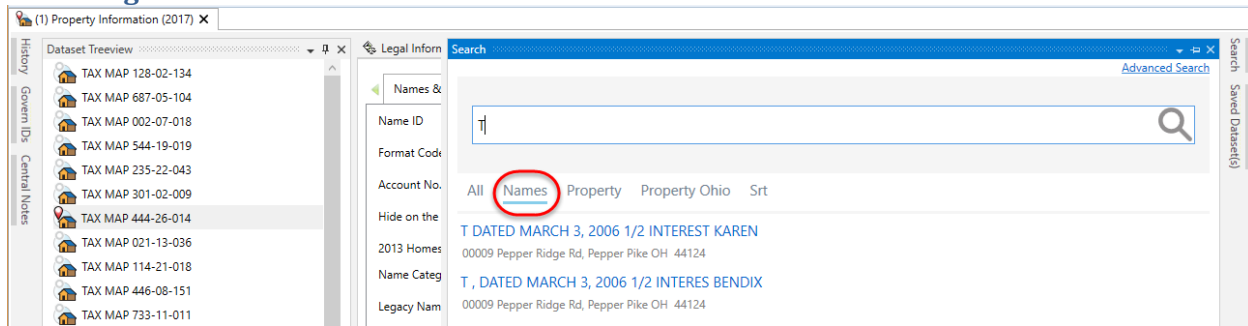 (1) Property Information (2017) X
History
Govern IDs
Central Notes
Dataset Treeview
TAX MAP 128-02-134
TAX MAP 687-05-104
TAX MAP 002-07-018
TAX MAP 544-19-019
TAX MAP 235-22-043
TAX MAP 301-02-009
TAX MAP 444-26-014
TAX MAP 021-13-036
TAX MAP 114-21-018
TAX MAP 446-08-151
TAX MAP 733-11-011
Legal Inform
Names &
Name ID
Format Code
Account No.
Hide on the
2013 Homes
Name Categ
Legacy Nam
Search
Advanced Search
T
All Names Property Property Ohio Srt
T DATED MARCH 3, 2006 1/2 INTEREST KAREN
00009 Pepper Ridge Rd, Pepper Pike OH 44124
T , DATED MARCH 3, 2006 1/2 INTERES BENDIX
00009 Pepper Ridge Rd, Pepper Pike OH 44124
Search
Saved Dataset(s)